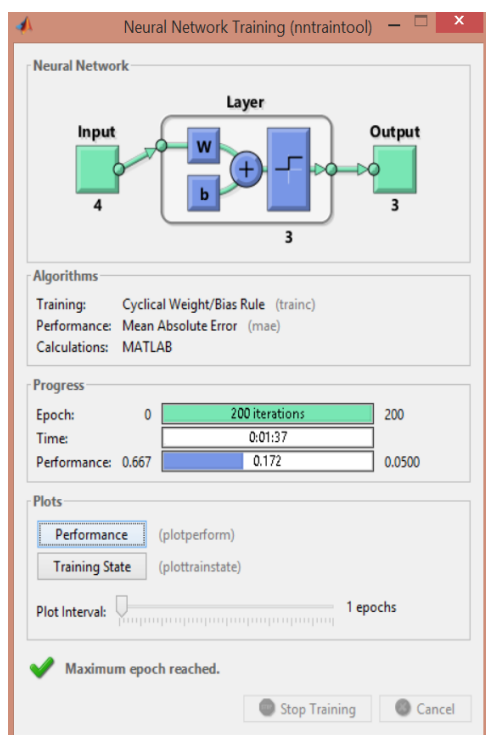 Neural Network Training (nntraintool)
Neural Network
Layer
Input
W
b
+
Output
4
3
3
Algorithms
Training: Cyclical Weight/Bias Rule (trainc)
Performance: Mean Absolute Error (mae)
Calculations: MATLAB
Progress
Epoch: 0 200 iterations 200
Time: 0:01:37
Performance: 0.667 0.172 0.0500
Plots
Performance (plotperform)
Training State (plottrainstate)
Plot Interval: 1 epochs
Maximum epoch reached.
Stop Training Cancel